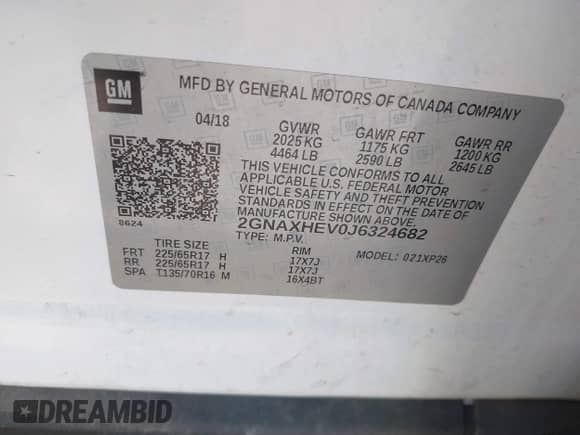 GM
MFD BY GENERAL MOTORS OF CANADA COMPANY
04/18 GVWR GAWR FRT GAWR RR
2025 KG 1175 KG 1200 KG
4464 LB 2590 LB 2645 LB
THIS VEHICLE CONFORMS TO ALL
APPLICABLE U.S. FEDERAL MOTOR
VEHICLE SAFETY AND THEFT PREVENTION
STANDARDS IN EFFECT ON THE DATE OF
MANUFACTURE SHOWN ABOVE.
8624
2GNAXHEV0J6324682
TYPE: M.P.V. MODEL: 021XP26
TIRE SIZE RIM
FRT 225/65R17 H 17X7J
RR 225/65R17 H 17X7J
SPA T135/70R16 M 16X4BT
DREAMBID